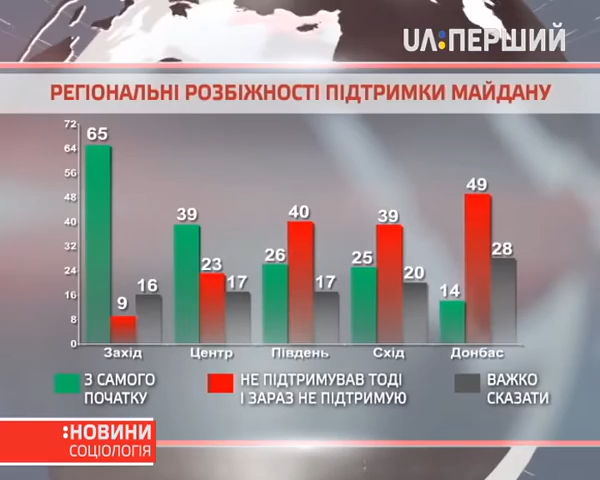 UA:ПЕРШИЙ
РЕГІОНАЛЬНІ РОЗБІЖНОСТІ ПІДТРИМКИ МАЙДАНУ
72
64
56
48
40
32
24
16
8
0
65 9 16
39 23 17
26 40 17
25 39 20
14 49 28
Захід Центр Південь Схід Донбас
З САМОГО
ПОЧАТКУ
НЕ ПІДТРИМУВАВ ТОДІ
І ЗАРАЗ НЕ ПІДТРИМУЮ
ВАЖКО
СКАЗАТИ
:НОВИНИ
СОЦІОЛОГІЯ